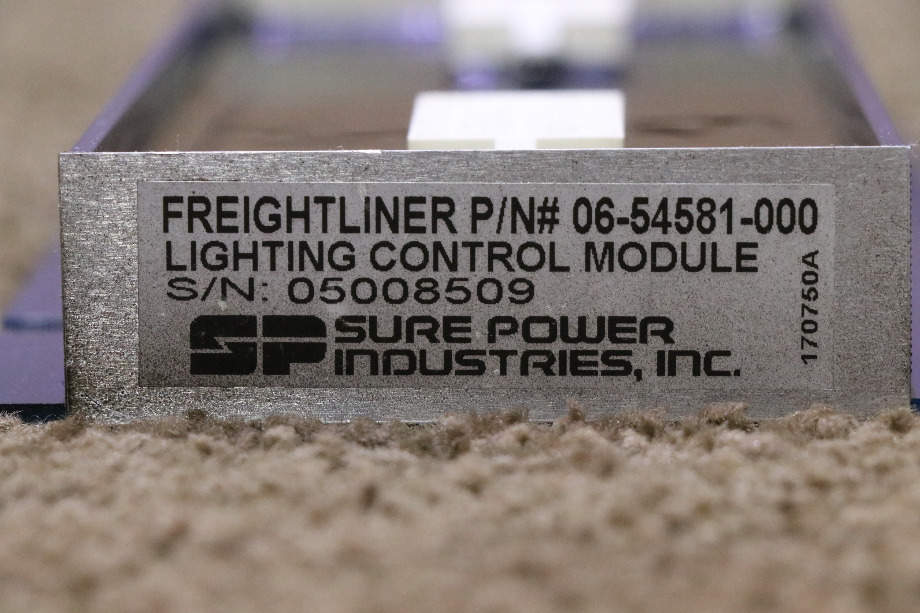 FREIGHTLINER P/N# 06-54581-000
LIGHTING CONTROL MODULE
S/N: 05008509
SP SURE POWER
INDUSTRIES, INC.
170750A